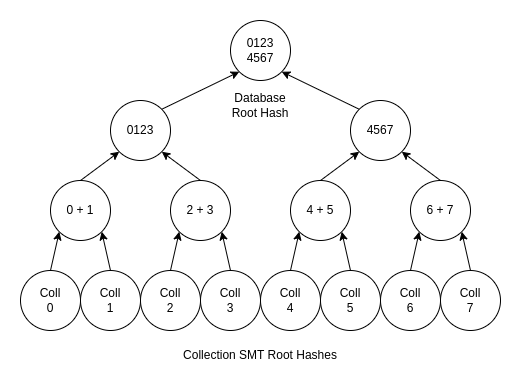 0123
4567
Database
Root Hash
0123
4567
0 + 1
2 + 3
4 + 5
6 + 7
Coll
0
Coll
1
Coll
2
Coll
3
Coll
4
Coll
5
Coll
6
Coll
7
Collection SMT Root Hashes